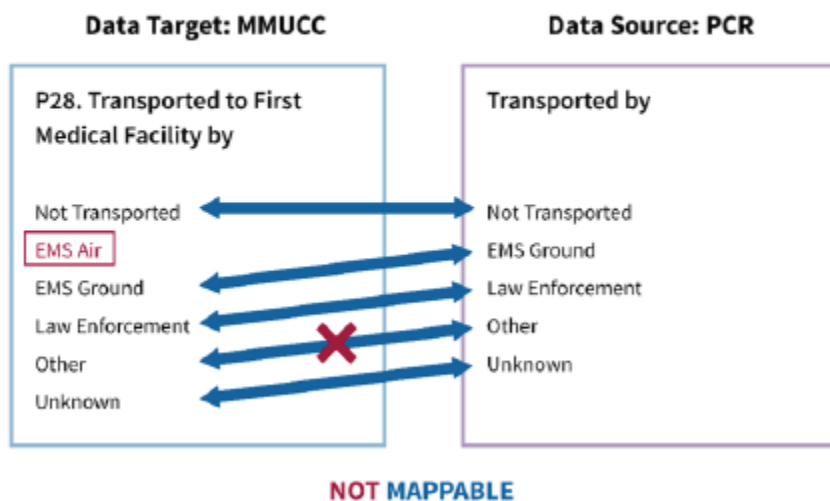 Data Target: MMUCC
Data Source: PCR
P28. Transported to First
Medical Facility by
Transported by
Not Transported
EMS Air
EMS Ground
Law Enforcement
Other
Unknown
Not Transported
EMS Ground
Law Enforcement
Other
Unknown
NOT MAPPABLE